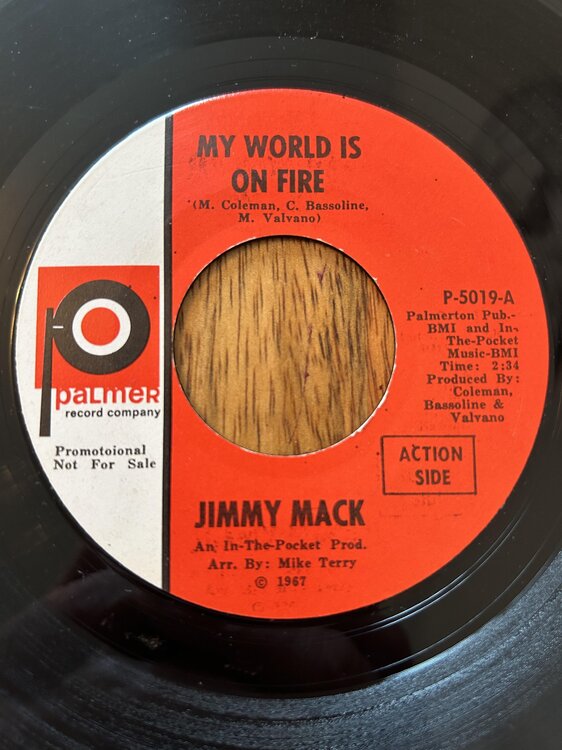 MY WORLD IS
ON FIRE
(M. Coleman, C. Bassoline,
M. Valvano)
P-5019-A
Palmerton Pub.-
BMI and In-
The-Pocket
Music-BMI
Time: 2:34
Produced By:
Coleman,
Bassoline &
Valvano
PaLmeR
record company
Promotoional
Not For Sale
ACTION
SIDE
JIMMY MACK
An In-The-Pocket Prod.
Arr. By: Mike Terry
© 1967